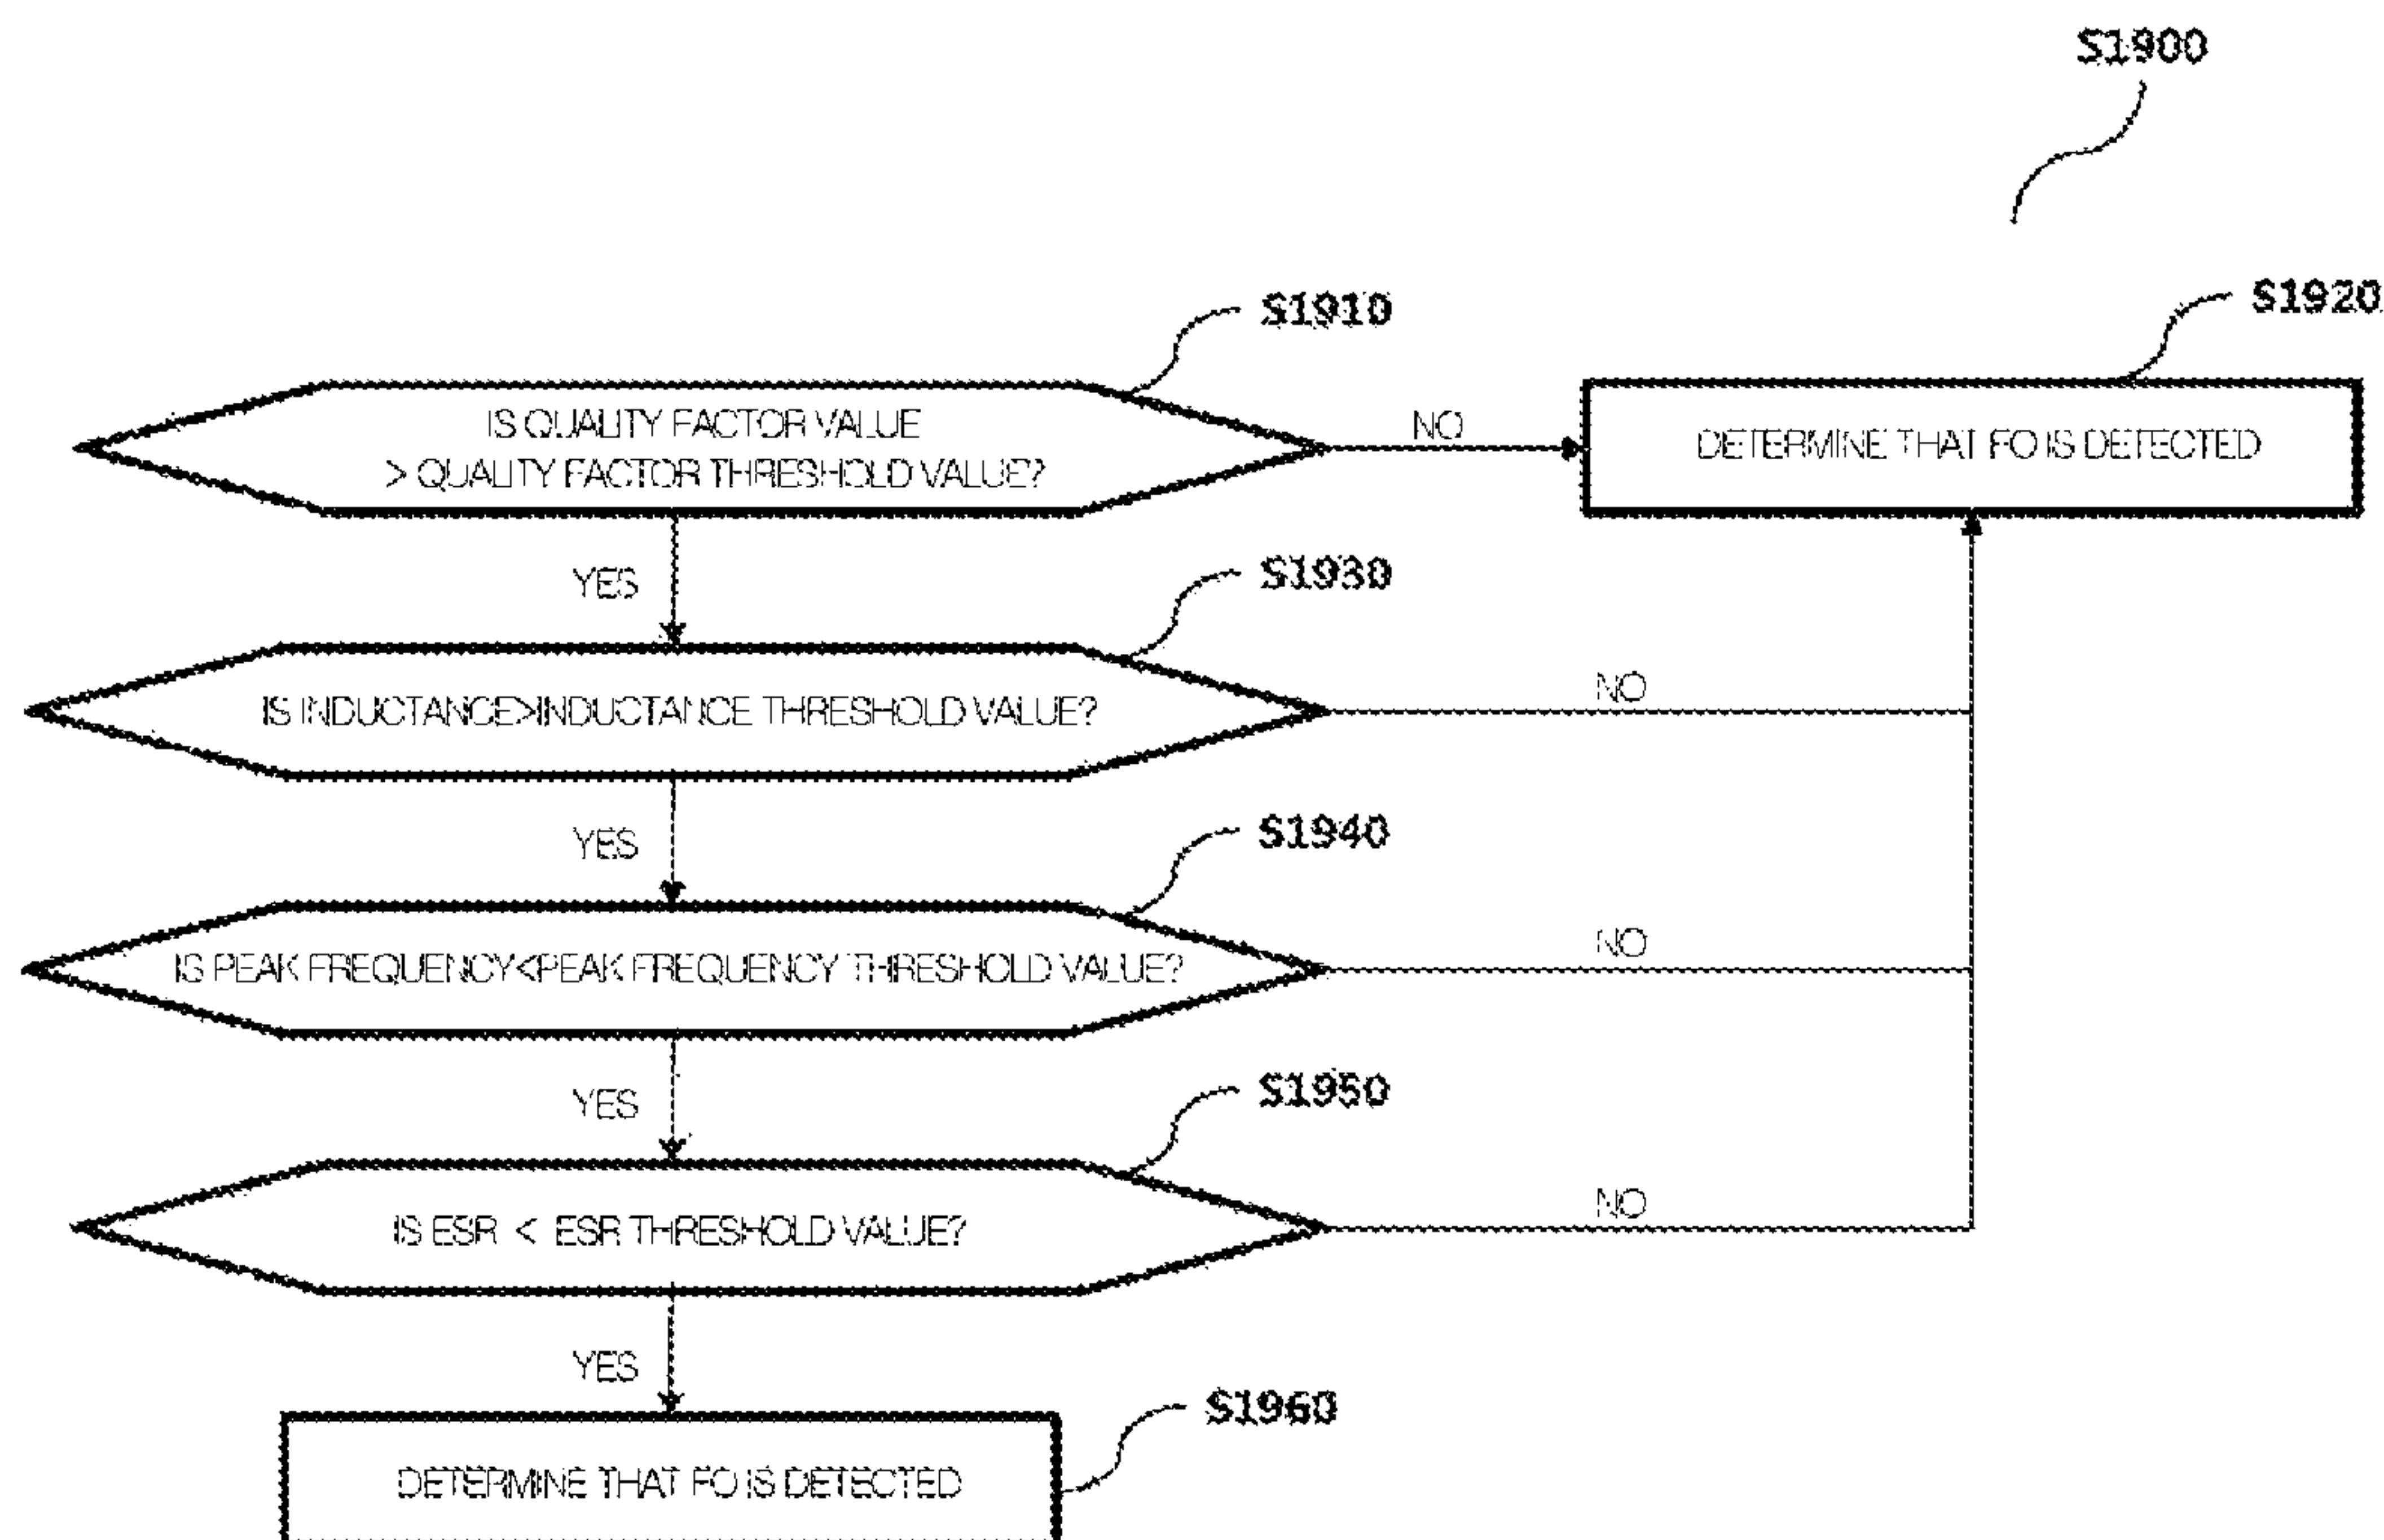 S1900
S1910
S1920
IS QUALITY FACTOR VALUE
> QUALITY FACTOR THRESHOLD VALUE?
NO
DETERMINE THAT FO IS DETECTED
YES
S1930
IS INDUCTANCE>INDUCTANCE THRESHOLD VALUE?
NO
YES
S1940
IS PEAK FREQUENCY<PEAK FREQUENCY THRESHOLD VALUE?
NO
YES
S1950
IS ESR < ESR THRESHOLD VALUE?
NO
YES
S1960
DETERMINE THAT FO IS DETECTED